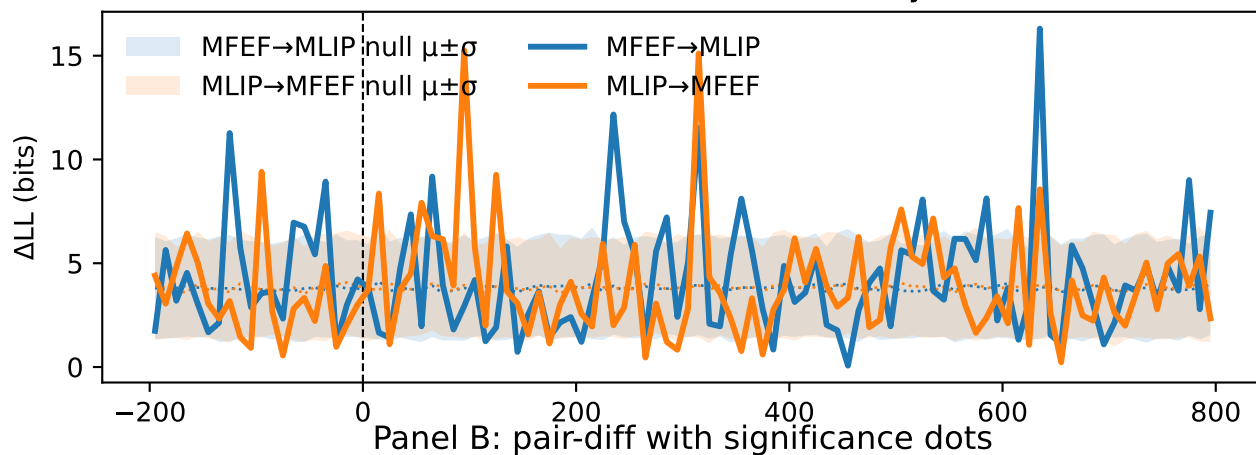 MFEF→MLIP null μ±σ
MLIP→MFEF null μ±σ
MFEF→MLIP
MLIP→MFEF
ΔLL (bits)
15
10
5
0
−200 0 200 400 600 800
Panel B: pair-diff with significance dots